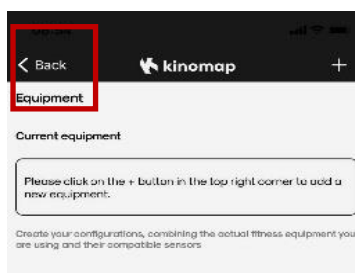 Back
kinomap
+
Equipment
Current equipment
Please click on the + button in the top right corner to add a
new equipment.
Create your configurations, combining the actual fitness equipment you
are using and their compatible sensors